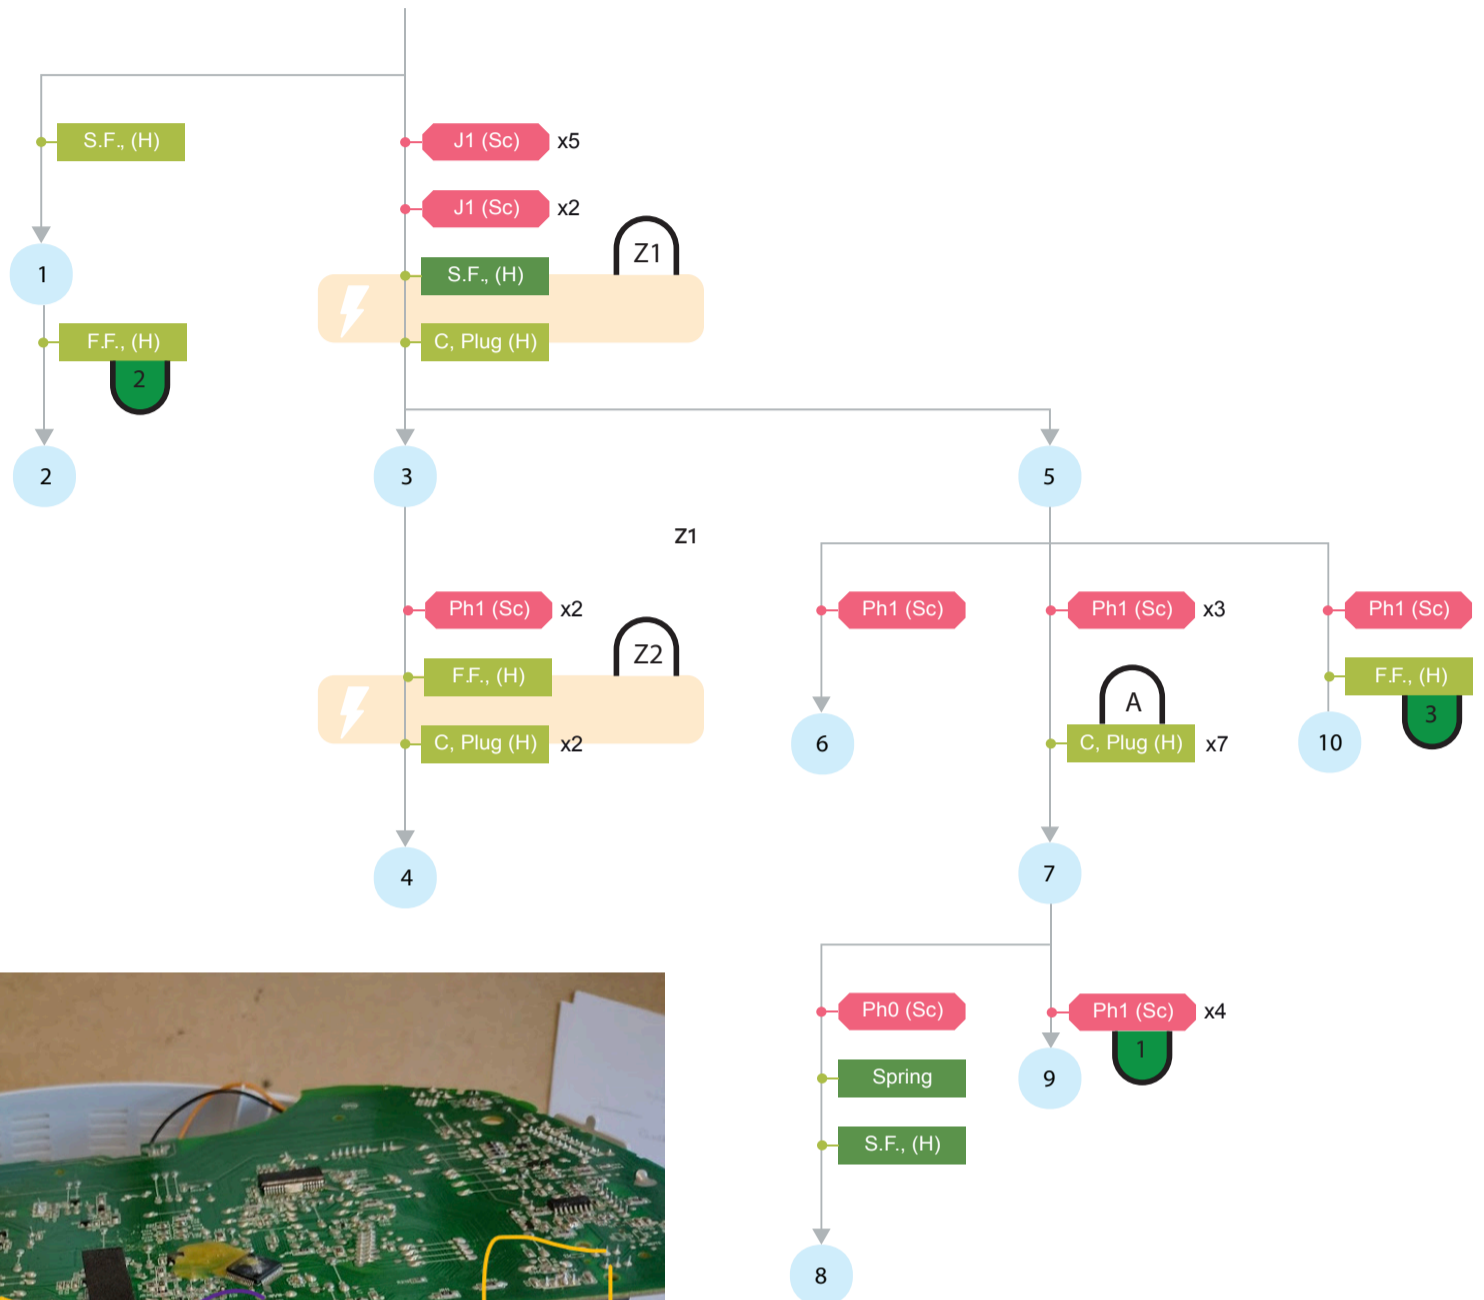 S.F., (H)
J1 (Sc) x5
J1 (Sc) x2
Z1
S.F., (H)
1
F.F., (H)
C, Plug (H)
2
2
3
5
Z1
Ph1 (Sc) x2
Ph1 (Sc)
Ph1 (Sc) x3
Ph1 (Sc)
Z2
F.F., (H)
F.F., (H)
A
3
C, Plug (H) x2
6
C, Plug (H) x7
10
4
7
Ph0 (Sc)
Ph1 (Sc) x4
1
Spring
9
S.F., (H)
8